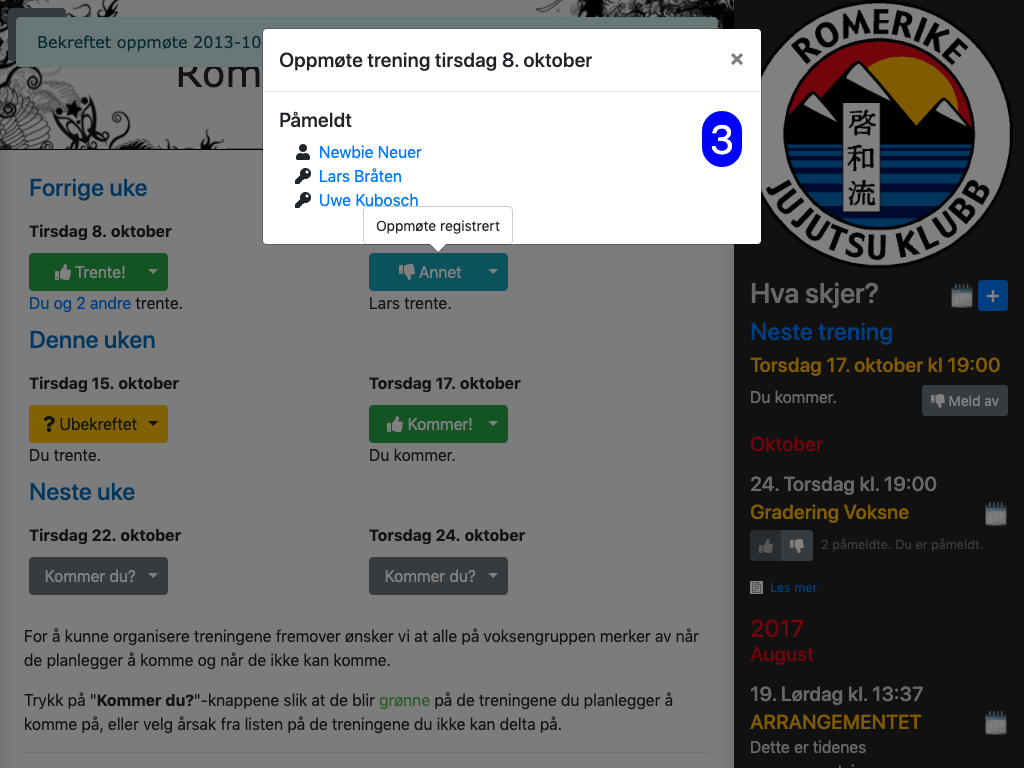 Bekreftet oppmøte 2013-10
Rom
Oppmøte trening tirsdag 8. oktober
×
Påmeldt
3
Newbie Neuer
Lars Bråten
Uwe Kubosch
Oppmøte registrert
Forrige uke
Tirsdag 8. oktober
Trente!
Annet
Du og 2 andre trente.
Lars trente.
Denne uken
Tirsdag 15. oktober
Torsdag 17. oktober
? Ubekreftet
Kommer!
Du trente.
Du kommer.
Neste uke
Tirsdag 22. oktober
Torsdag 24. oktober
Kommer du?
Kommer du?
For å kunne organisere treningene fremover ønsker vi at alle på voksengruppen merker av når
de planlegger å komme og når de ikke kan komme.
Trykk på "Kommer du?"-knappene slik at de blir grønne på de treningene du planlegger å
komme på, eller velg årsak fra listen på de treningene du ikke kan delta på.
ROMERIKE
啓和流
JUJUTSU KLUBB
Hva skjer?
+
Neste trening
Torsdag 17. oktober kl 19:00
Du kommer.
Meld av
Oktober
24. Torsdag kl. 19:00
Gradering Voksne
2 påmeldte. Du er påmeldt.
Les mer
2017
August
19. Lørdag kl. 13:37
ARRANGEMENTET
Dette er tidenes